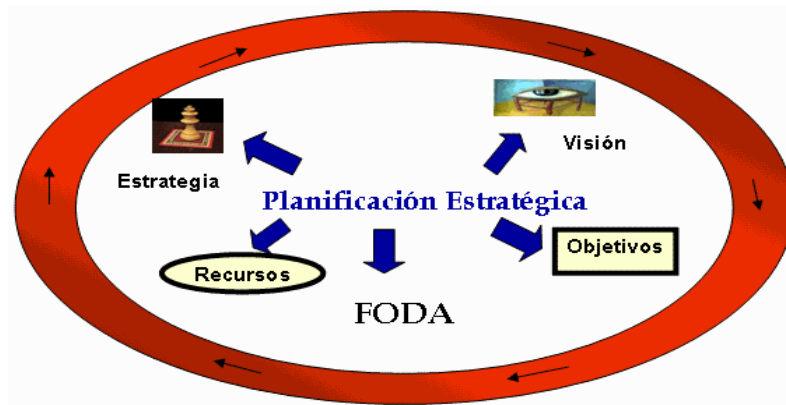 Visión
Estrategia
Planificación Estratégica
Objetivos
Recursos
FODA